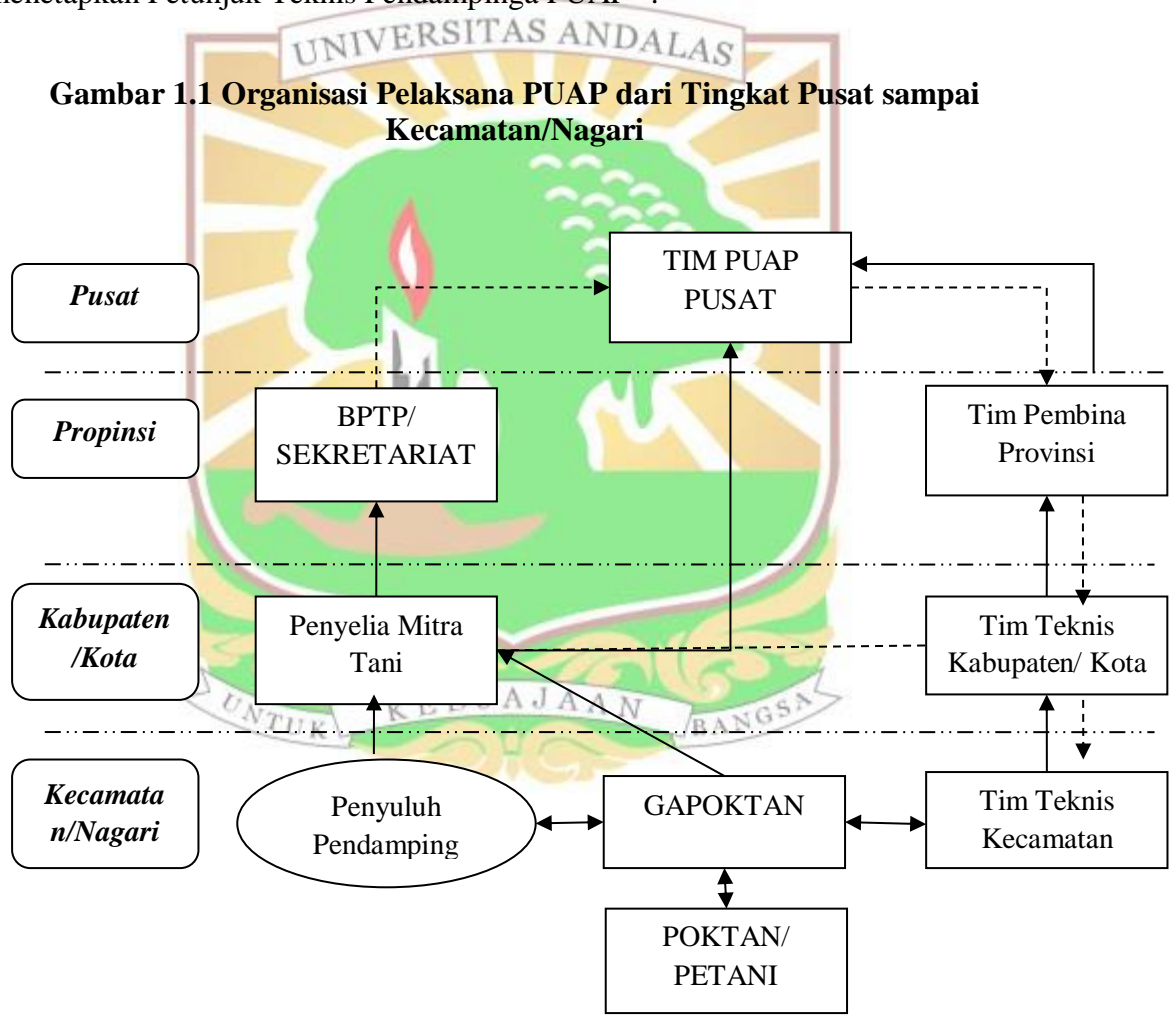 UNIVERSITAS ANDALAS
Gambar 1.1 Organisasi Pelaksana PUAP dari Tingkat Pusat sampai
Kecamatan/Nagari
Pusat
TIM PUAP
PUSAT
Propinsi
BPTP/
SEKRETARIAT
Tim Pembina
Provinsi
Kabupaten
/Kota
Penyelia Mitra
Tani
Tim Teknis
Kabupaten/ Kota
UNTUK KEDJAJAAN BANGSA
Kecamata
n/Nagari
Penyuluh
Pendamping
GAPOKTAN
Tim Teknis
Kecamatan
POKTAN/
PETANI